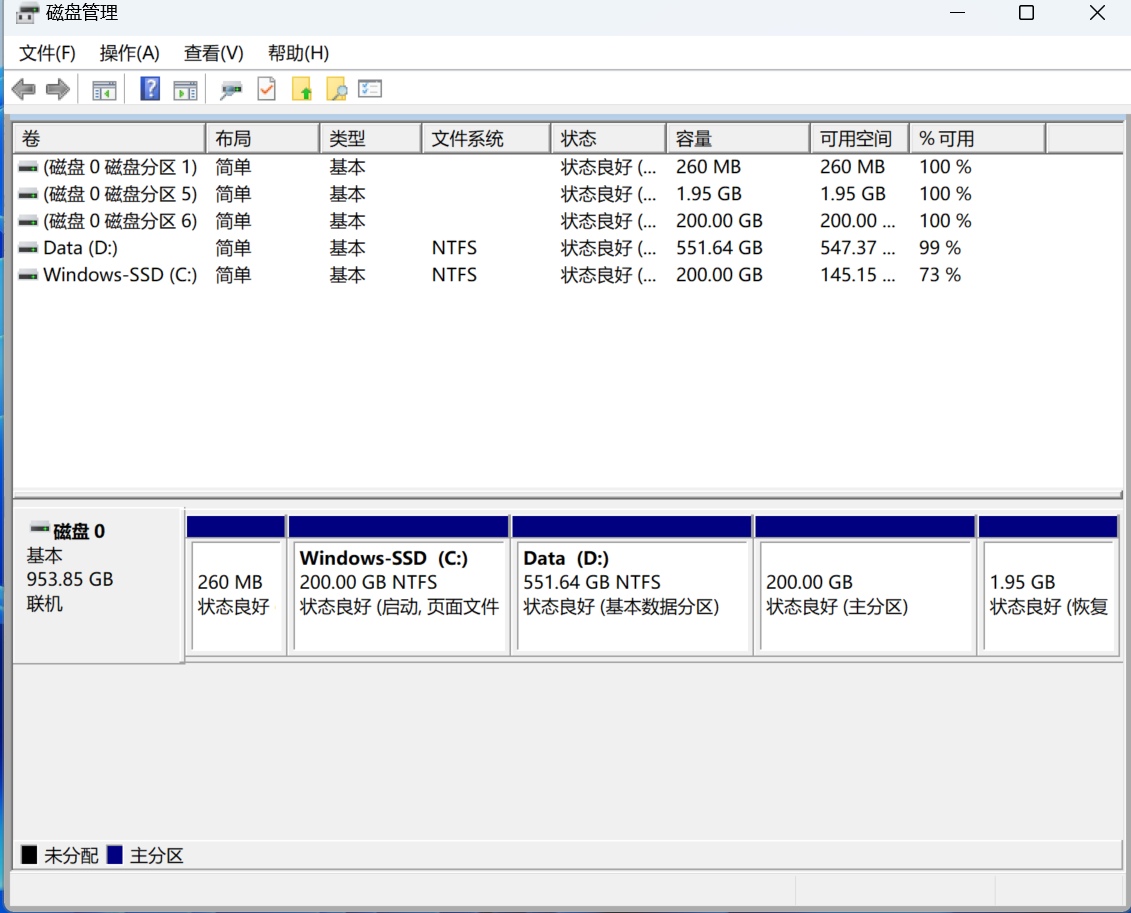 磁盘管理
文件(F) 操作(A) 查看(V) 帮助(H)
卷 布局 类型 文件系统 状态 容量 可用空间 % 可用
(磁盘 0 磁盘分区 1) 简单 基本 状态良好 (... 260 MB 260 MB 100 %
(磁盘 0 磁盘分区 5) 简单 基本 状态良好 (... 1.95 GB 1.95 GB 100 %
(磁盘 0 磁盘分区 6) 简单 基本 状态良好 (... 200.00 GB 200.00 ... 100 %
Data (D:) 简单 基本 NTFS 状态良好 (... 551.64 GB 547.37 ... 99 %
Windows-SSD (C:) 简单 基本 NTFS 状态良好 (... 200.00 GB 145.15 ... 73 %
磁盘 0
基本
953.85 GB
联机
260 MB
状态良好
Windows-SSD (C:)
200.00 GB NTFS
状态良好 (启动, 页面文件
Data (D:)
551.64 GB NTFS
状态良好 (基本数据分区)
200.00 GB
状态良好 (主分区)
1.95 GB
状态良好 (恢复
未分配 主分区